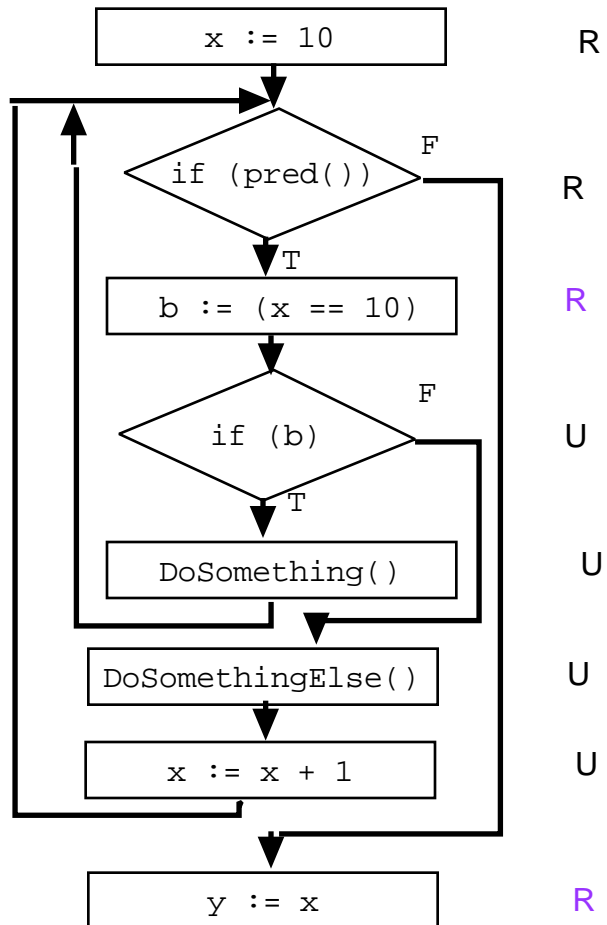 x := 10 R
F
if (pred()) R
T
b := (x == 10) R
F
if (b) U
T
DoSomething() U
DoSomethingElse() U
x := x + 1 U
y := x R